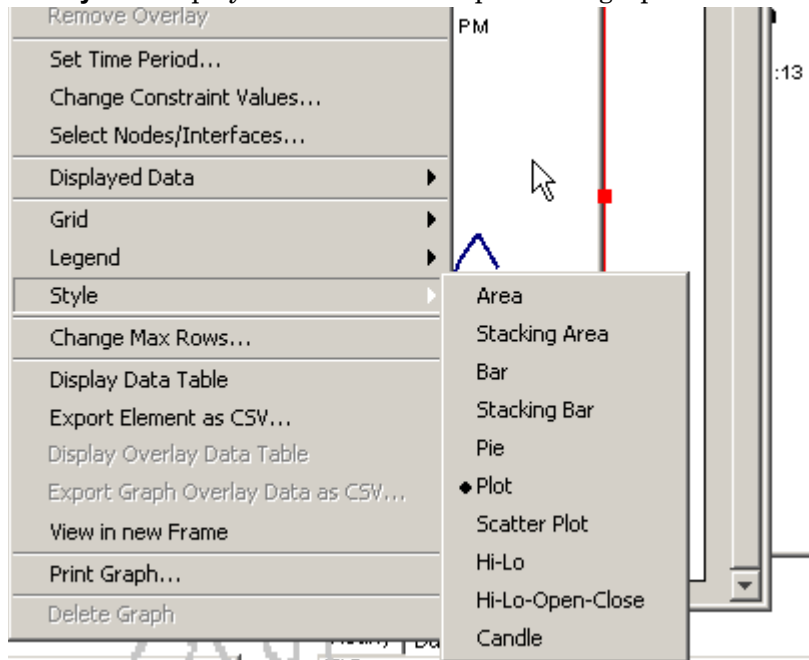 Remove Overlay
PM
:13
Set Time Period...
Change Constraint Values...
Select Nodes/Interfaces...
Displayed Data
Grid
Legend
Style
Change Max Rows...
Display Data Table
Export Element as CSV...
Display Overlay Data Table
Export Graph Overlay Data as CSV...
View in new Frame
Print Graph...
Delete Graph
Area
Stacking Area
Bar
Stacking Bar
Pie
Plot
Scatter Plot
Hi-Lo
Hi-Lo-Open-Close
Candle